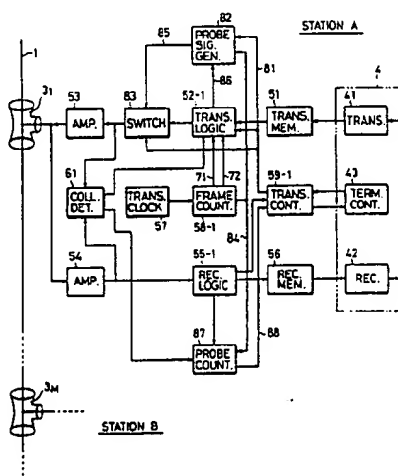 STATION A
82
PROBE
SIG.
GEN.
85
86
81
1
3₁
53
AMP.
83
SWITCH
52-1
TRANS.
LOGIC
51
TRANS.
MEM.
41
TRANS.
4
61
COLL.
DET.
TRANS.
CLOCK
57
71
72
FRAME
COUNT.
58-1
59-1
TRANS.
CONT.
43
TERM.
CONT.
84
54
AMP.
55-1
REC.
LOGIC
56
REC.
MEM.
42
REC.
87
PROBE
COUNT.
88
3M
STATION B